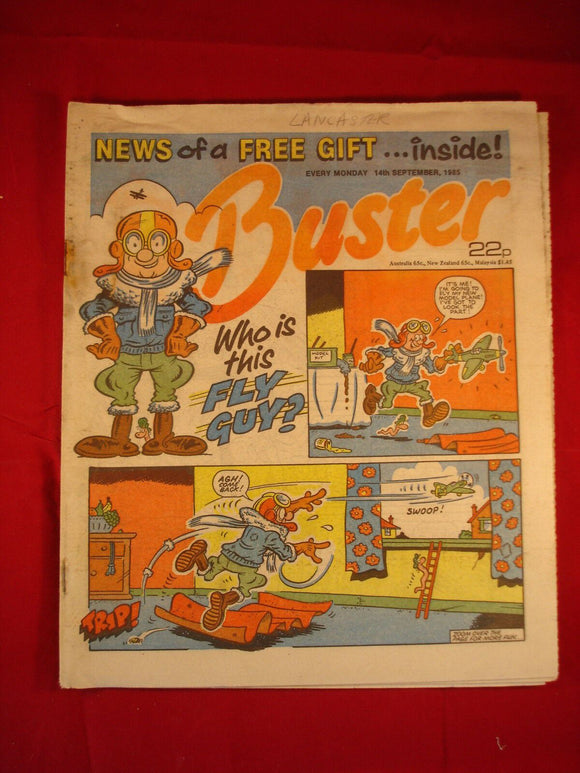 LANCASTER
NEWS of a FREE GIFT ...inside!
EVERY MONDAY 14th SEPTEMBER, 1985
Buster
22p
Australia 65c., New Zealand 65c., Malaysia $1.45
Who is
this
FLY
GUY?
IT'S ME!
I'M GOING TO
FLY MY NEW
MODEL PLANE!
I'VE GOT TO
LOOK THE
PART!
MODEL
KIT
AGH!
COME
BACK!
SWOOP!
TRIP!
ZOOM OVER THE
PAGE FOR MORE FUN.